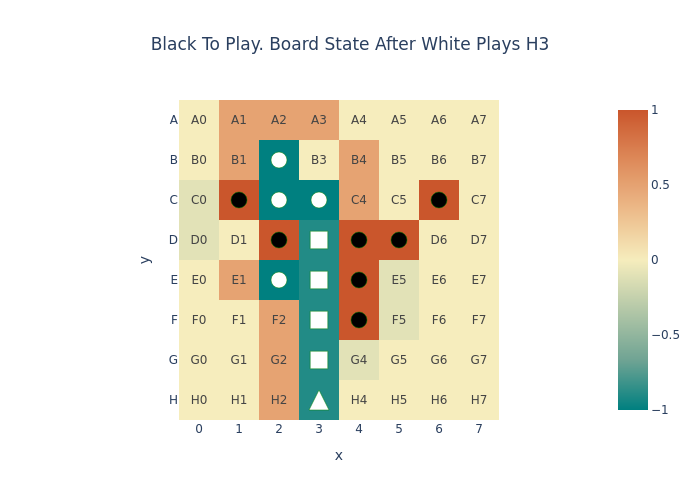 Black To Play. Board State After White Plays H3
A A0 A1 A2 A3 A4 A5 A6 A7
B B0 B1 B3 B4 B5 B6 B7
C C0 C4 C5 C7
D D0 D1 D6 D7
E E0 E1 E5 E6 E7
F F0 F1 F2 F5 F6 F7
G G0 G1 G2 G4 G5 G6 G7
H H0 H1 H2 H4 H5 H6 H7
0 1 2 3 4 5 6 7
x
y
1
0.5
0
−0.5
−1